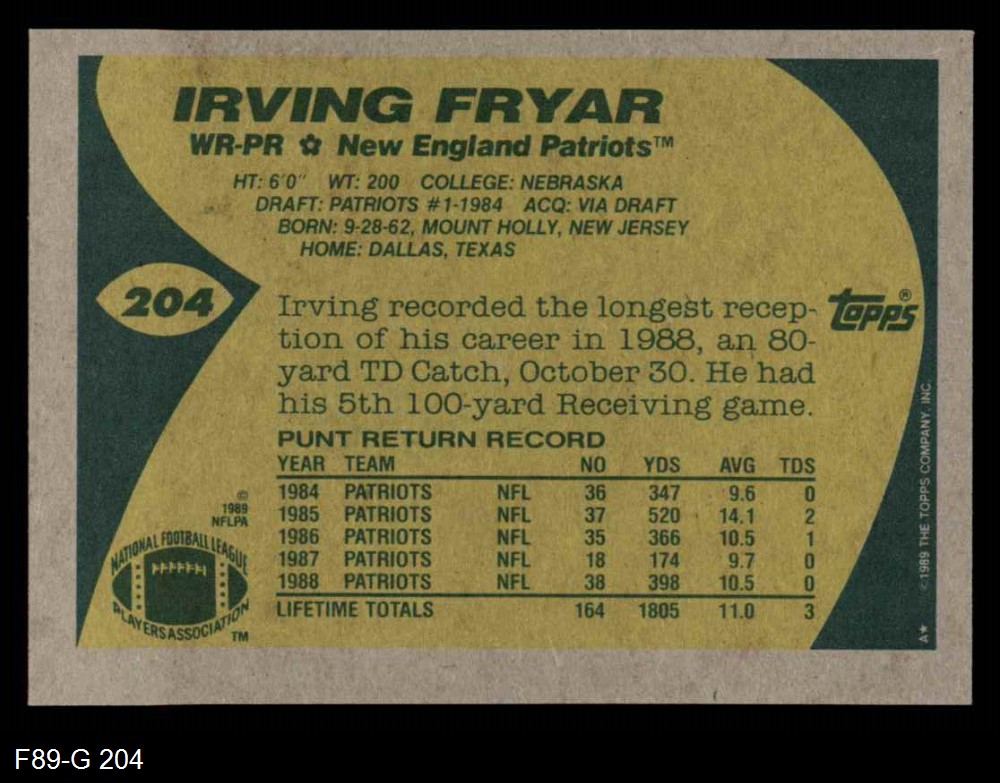 IRVING FRYAR
WR-PR ✿ New England Patriots™
HT: 6'0" WT: 200 COLLEGE: NEBRASKA
DRAFT: PATRIOTS #1-1984 ACQ: VIA DRAFT
BORN: 9-28-62, MOUNT HOLLY, NEW JERSEY
HOME: DALLAS, TEXAS
204
Irving recorded the longest recep-
tion of his career in 1988, an 80-
yard TD Catch, October 30. He had
his 5th 100-yard Receiving game.
topps®
PUNT RETURN RECORD
YEAR TEAM NO YDS AVG TDS
1984 PATRIOTS NFL 36 347 9.6 0
1985 PATRIOTS NFL 37 520 14.1 2
1986 PATRIOTS NFL 35 366 10.5 1
1987 PATRIOTS NFL 18 174 9.7 0
1988 PATRIOTS NFL 38 398 10.5 0
LIFETIME TOTALS 164 1805 11.0 3
©
1989
NFLPA
NATIONAL FOOTBALL LEAGUE
PLAYERS ASSOCIATION
TM
A★ ©1989 THE TOPPS COMPANY, INC.
F89-G 204